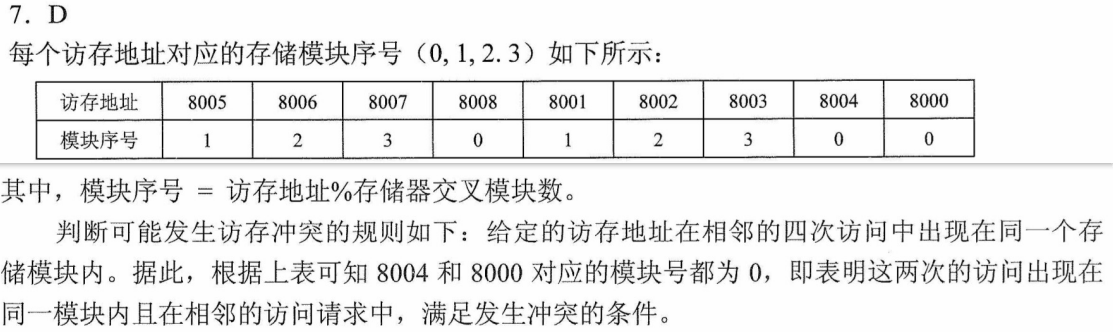 7. D
每个访存地址对应的存储模块序号（0, 1, 2. 3）如下所示：
访存地址 8005 8006 8007 8008 8001 8002 8003 8004 8000
模块序号 1 2 3 0 1 2 3 0 0
其中，模块序号 = 访存地址%存储器交叉模块数。
判断可能发生访存冲突的规则如下：给定的访存地址在相邻的四次访问中出现在同一个存
储模块内。据此，根据上表可知 8004 和 8000 对应的模块号都为 0，即表明这两次的访问出现在
同一模块内且在相邻的访问请求中，满足发生冲突的条件。